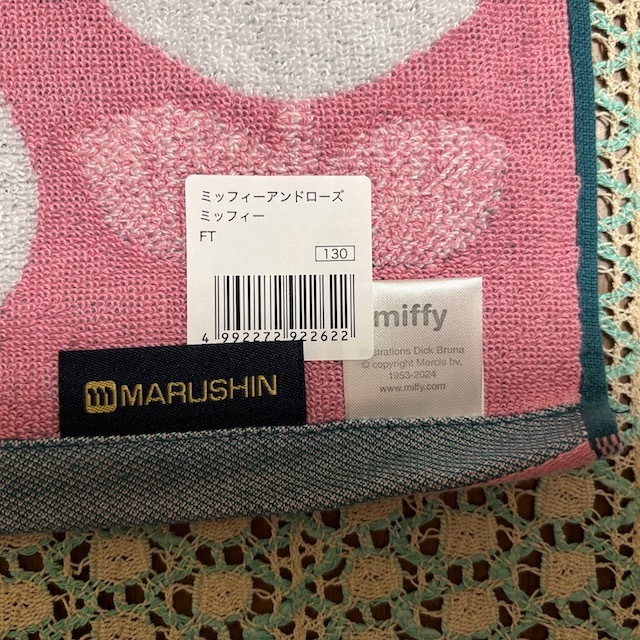 ミッフィーアンドローズ
ミッフィー
FT
130
4 992272 922622
MARUSHIN
miffy
Dick Bruna
© copyright Mercis bv,
1953-2024
www.miffy.com